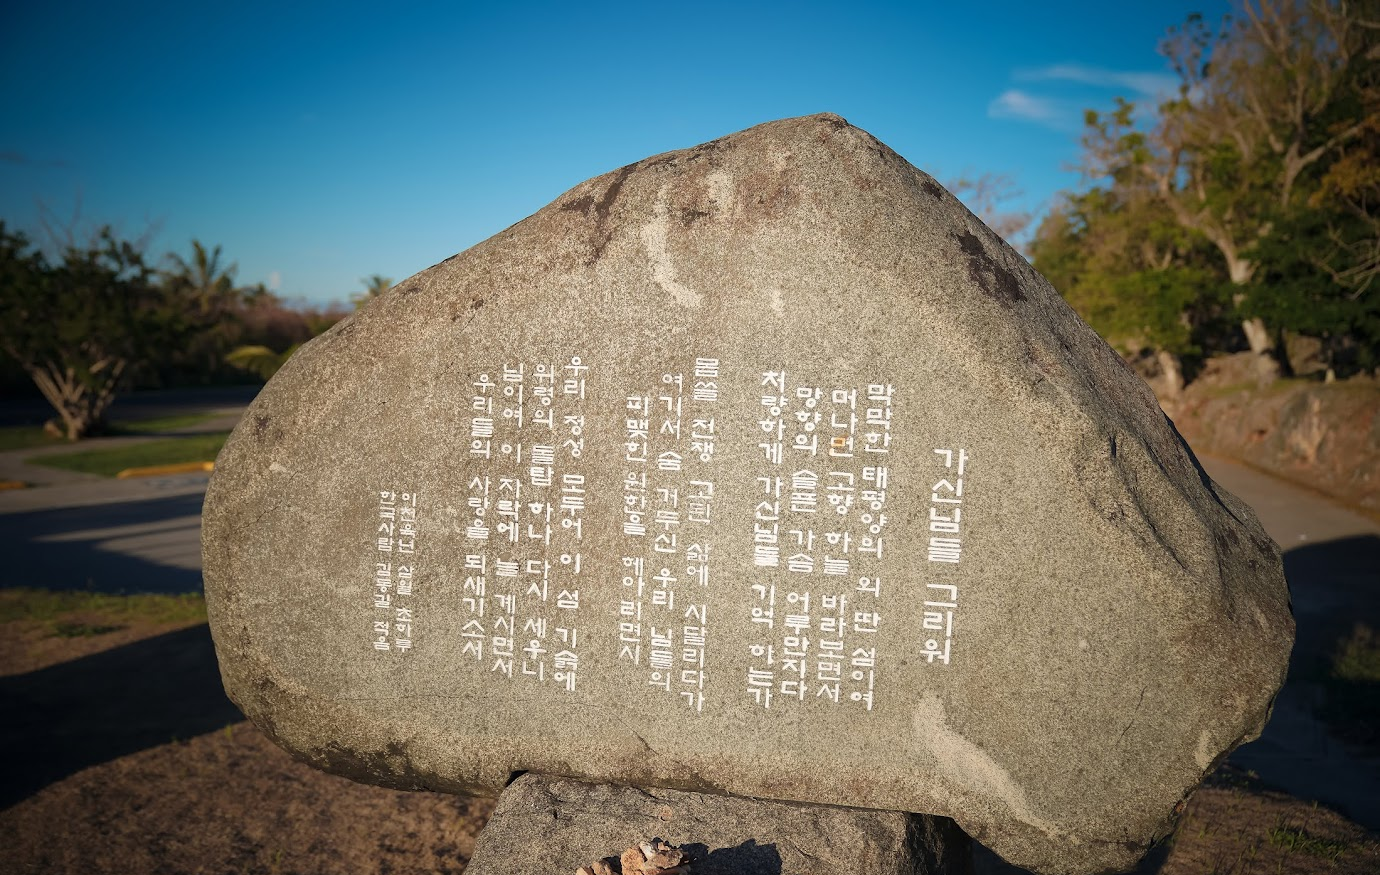 가신님들 그리워
막막한 태평양의 외딴 섬이여
머나먼 고향 하늘 바라보면서
망향의 슬픈 가슴 어루만지다
처량하게 가신님들 기억 하는가
몹쓸 전쟁 고된 삶에 시달리다가
여기서 숨 거두신 우리 님들의
피맺힌 원한을 헤아리면서
우리 정성 모두어 이 섬 기슭에
위령의 돌탑 하나 다시 세우니
님이여 이 자락에 늘 계시면서
우리들의 사랑을 되새기소서
이천육년 삼월 초하루
한국사람 김동길 적음